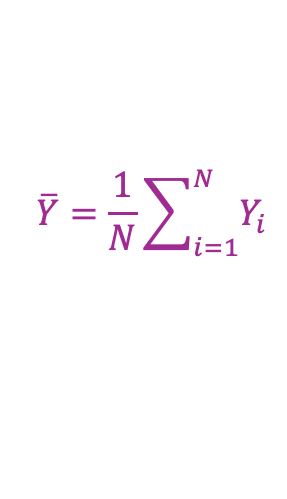 Ȳ = 1/N ∑_{i=1}^{N} Y_i